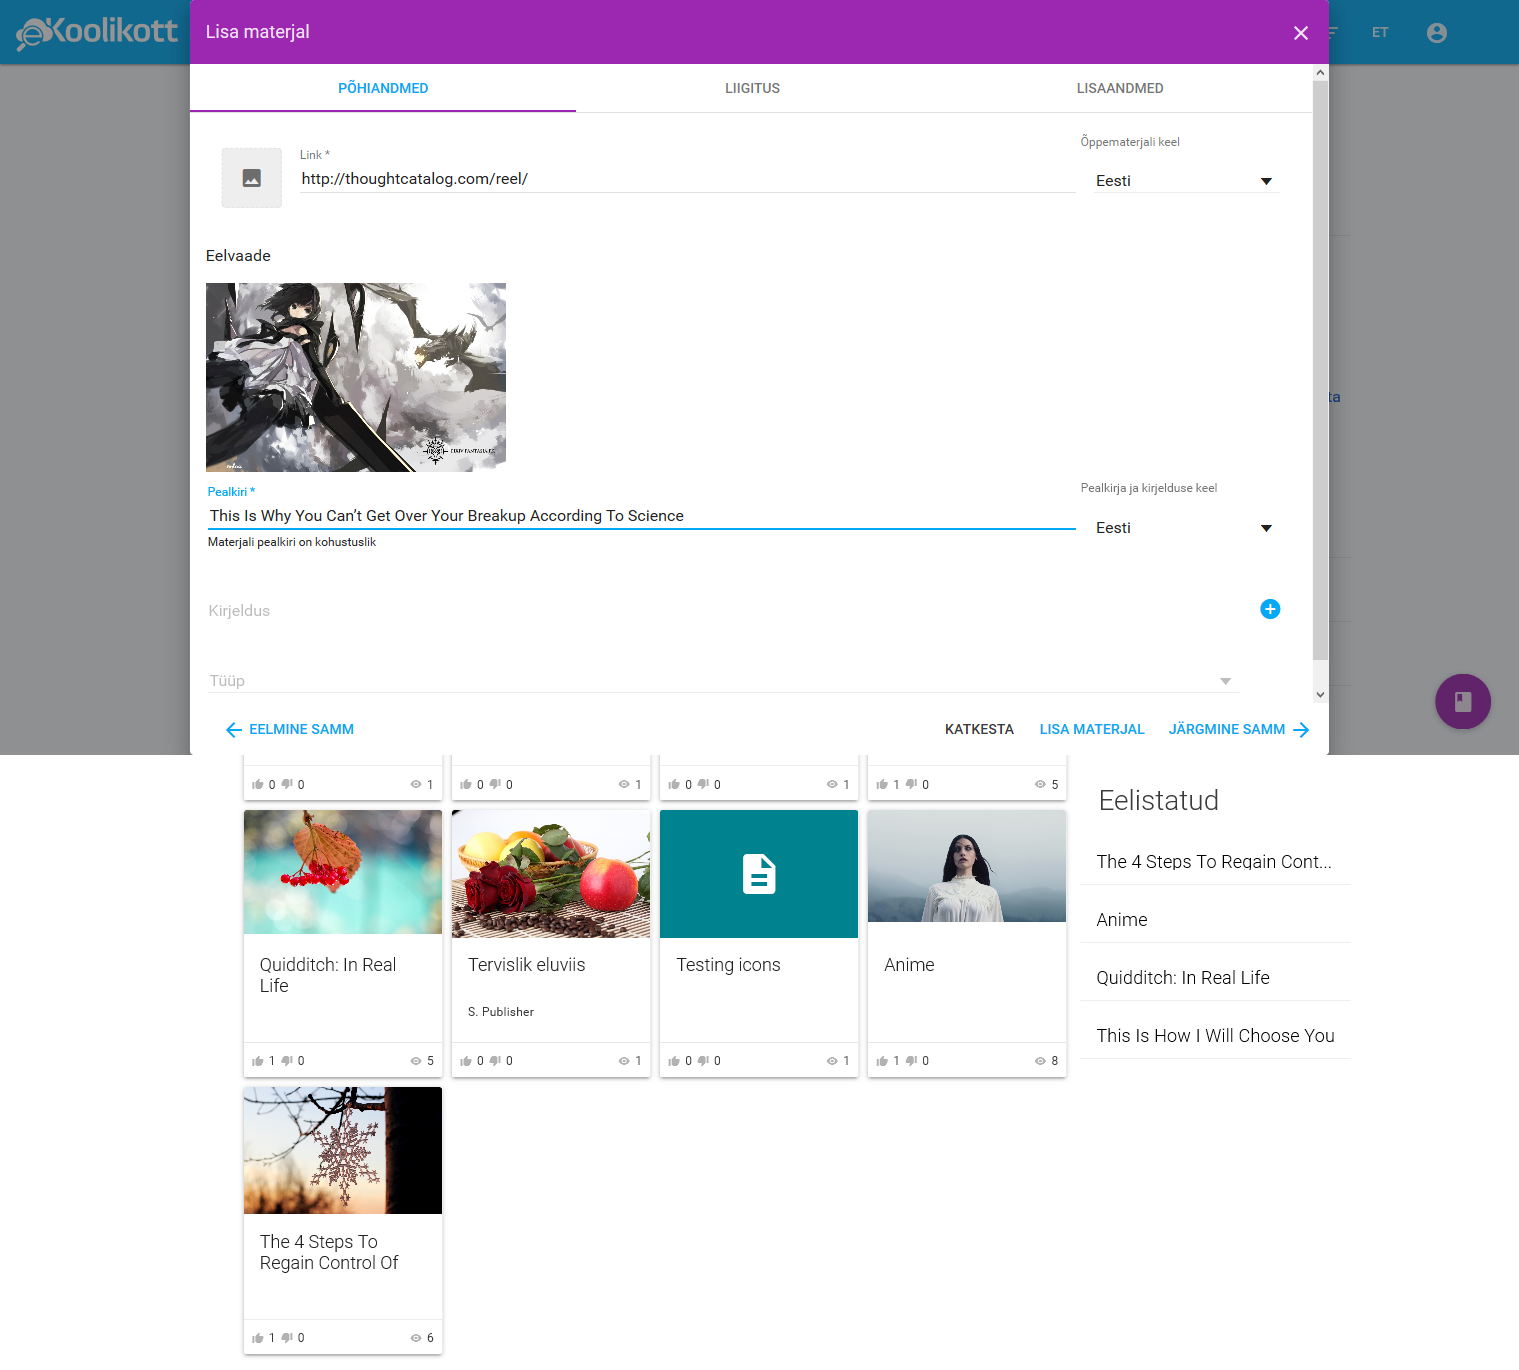 eKoolikott
Lisa materjal
ET
PÕHIANDMED
LIIGITUS
LISAANDMED
Link *
http://thoughtcatalog.com/reel/
Õppematerjali keel
Eesti
Eelvaade
ta
Pealkiri *
This Is Why You Can’t Get Over Your Breakup According To Science
Materjali pealkiri on kohustuslik
Pealkirja ja kirjelduse keel
Eesti
Kirjeldus
Tüüp
EELMINE SAMM
KATKESTA
LISA MATERJAL
JÄRGMINE SAMM
0 0 1
0 0 1
0 0 1
1 0 5
Eelistatud
The 4 Steps To Regain Cont...
Anime
Quidditch: In Real Life
This Is How I Will Choose You
Quidditch: In Real
Life
1 0 5
Tervislik eluviis
S. Publisher
0 0 1
Testing icons
0 0 1
Anime
1 0 8
The 4 Steps To
Regain Control Of
1 0 6